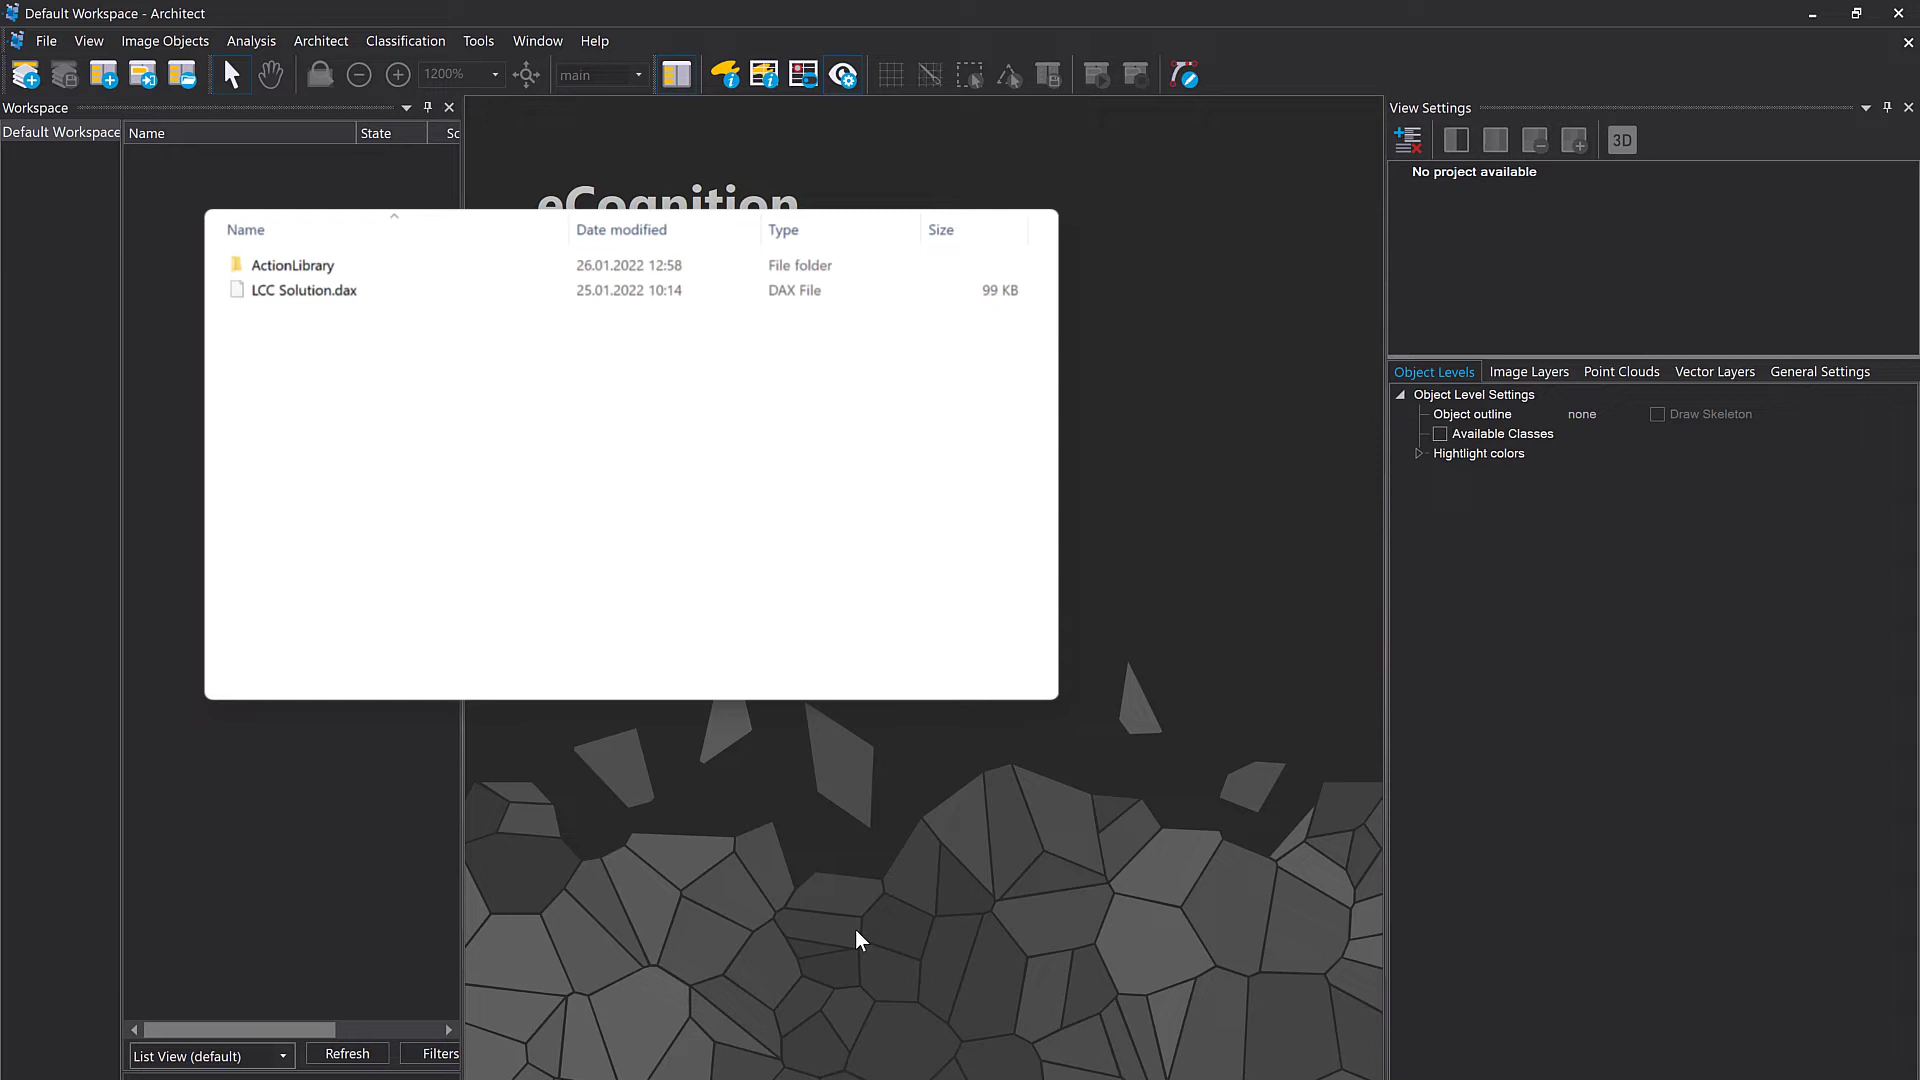 Default Workspace - Architect
File View Image Objects Analysis Architect Classification Tools Window Help
1200% main
Workspace
View Settings
Default Workspace Name State Sc
3D
No project available
eCognition
Name Date modified Type Size
ActionLibrary 26.01.2022 12:58 File folder
LCC Solution.dax 25.01.2022 10:14 DAX File 99 KB
Object Levels Image Layers Point Clouds Vector Layers General Settings
Object Level Settings
Object outline none Draw Skeleton
Available Classes
Hightlight colors
List View (default) Refresh Filters